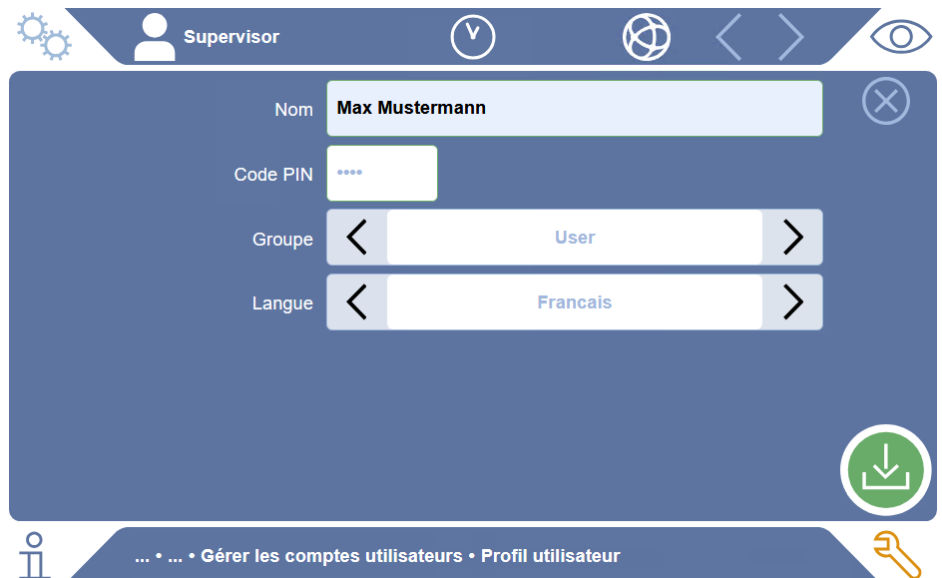 Supervisor
Nom
Max Mustermann
Code PIN
••••
Groupe
User
Langue
Francais
... • ... • Gérer les comptes utilisateurs • Profil utilisateur